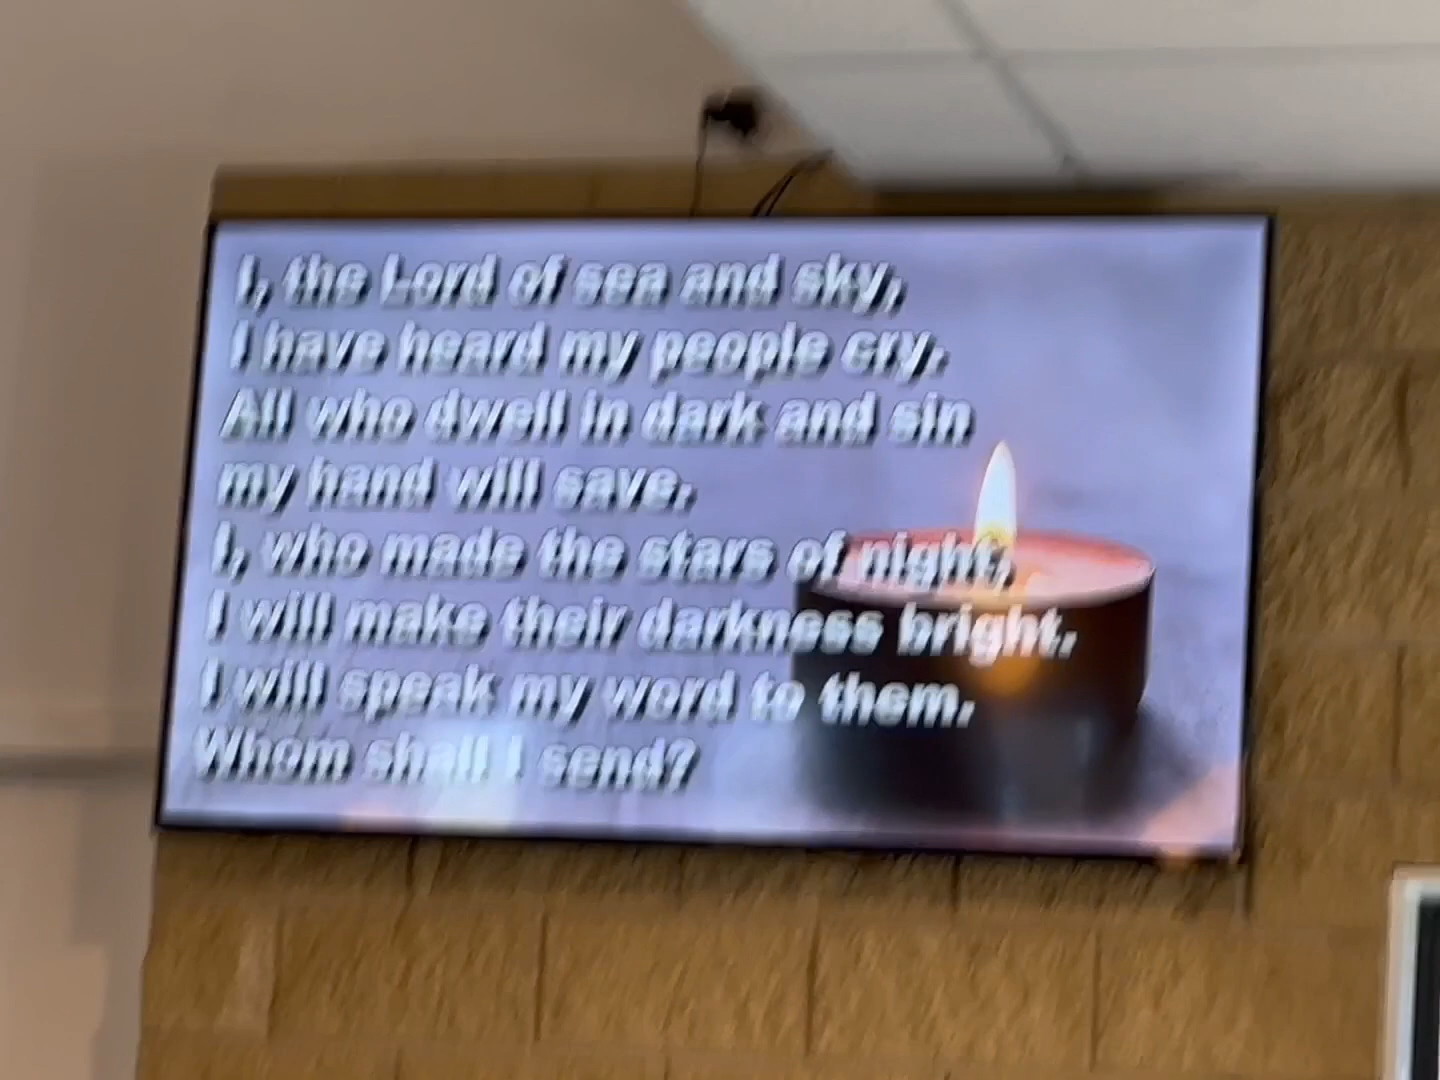 I, the Lord of sea and sky,
I have heard my people cry.
All who dwell in dark and sin
my hand will save.
I, who made the stars of night,
I will make their darkness bright.
I will speak my word to them.
Whom shall I send?